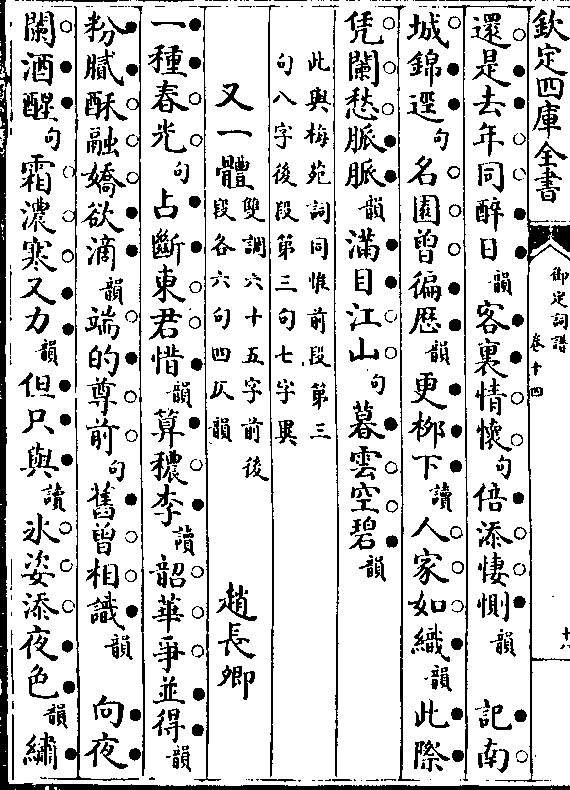 欽定四庫全書
御定詞譜
卷十四
十八
還是去年同醉日韻客裏情懷句倍添悽惻韻　記南
城錦逕句名園曾徧歷韻更柳下讀人家如織韻此際
凭闌愁脈脈韻滿目江山句暮雲空碧韻
此與梅苑詞同惟前段第三
句八字後段第三句七字異
又一體雙調六十五字前後
段各六句四仄韻
趙長卿
一種春光句占斷東君惜韻算穠李讀韶華爭並得韻
粉膩酥融嬌欲滴韻端的尊前句舊曾相識韻　向夜
闌酒醒句霜濃寒又力韻但只與讀氷姿添夜色韻繡